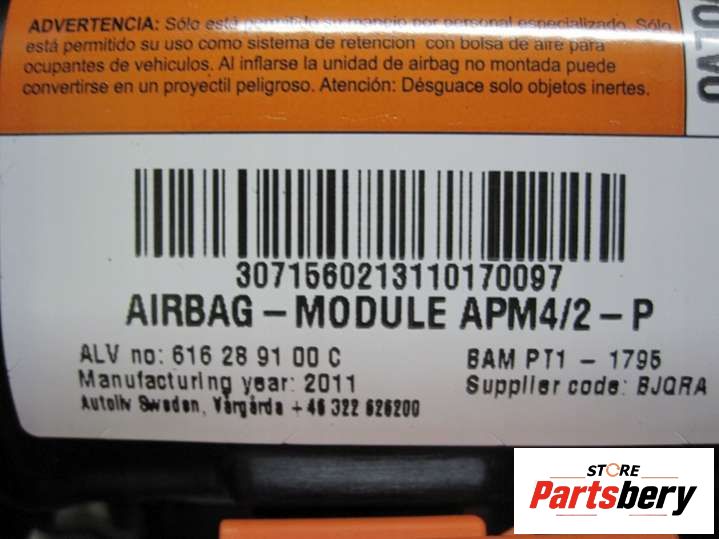 ADVERTENCIA: Sólo está permitido su manejo por personal especializado. Sólo
está permitido su uso como sistema de retención con bolsa de aire para
ocupantes de vehiculos. Al inflarse la unidad de airbag no montada puede
convertirse en un proyectil peligroso. Atención: Désguace solo objetos inertes.
3071560213110170097
AIRBAG - MODULE APM4/2 - P
ALV no: 616 28 91 00 C
BAM PT1 - 1795
Manufacturing year: 2011
Supplier code: BJQRA
Autoliv Sweden, Vårgårda + 46 322 626200
STORE
Partsbery